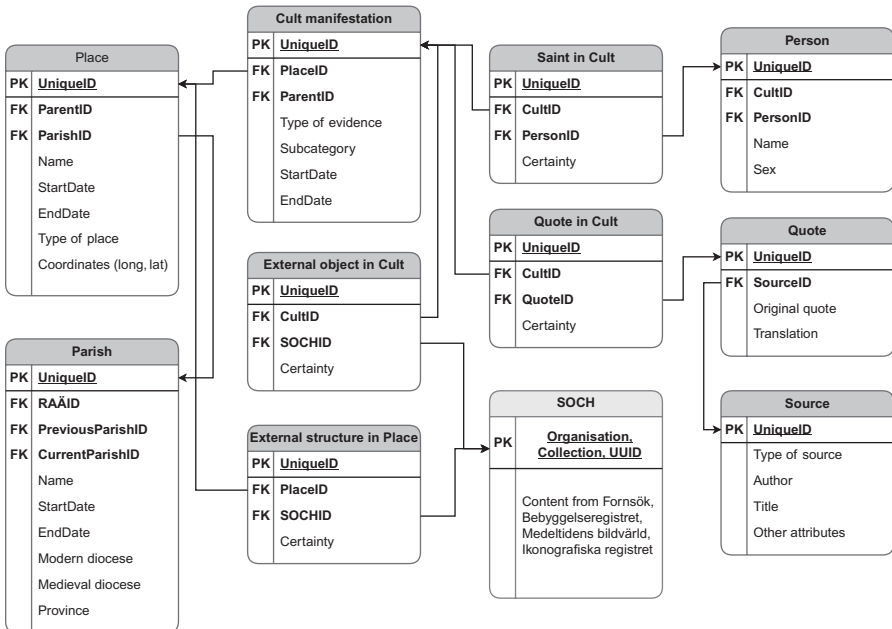 Place
PK UniqueID
FK ParentID
FK ParishID
Name
StartDate
EndDate
Type of place
Coordinates (long, lat)
Parish
PK UniqueID
FK RAÄID
FK PreviousParishID
FK CurrentParishID
Name
StartDate
EndDate
Modern diocese
Medieval diocese
Province
Cult manifestation
PK UniqueID
FK PlaceID
FK ParentID
Type of evidence
Subcategory
StartDate
EndDate
External object in Cult
PK UniqueID
FK CultID
FK SOCHID
Certainty
External structure in Place
PK UniqueID
FK PlaceID
FK SOCHID
Certainty
Saint in Cult
PK UniqueID
FK CultID
FK PersonID
Certainty
Quote in Cult
PK UniqueID
FK CultID
FK QuoteID
Certainty
SOCH
PK Organisation,
Collection, UUID
Content from Fornsök,
Bebyggelseregistret,
Medeltidens bildvärld,
Ikonografiska registret
Person
PK UniqueID
FK CultID
FK PersonID
Name
Sex
Quote
PK UniqueID
FK SourceID
Original quote
Translation
Source
PK UniqueID
Type of source
Author
Title
Other attributes